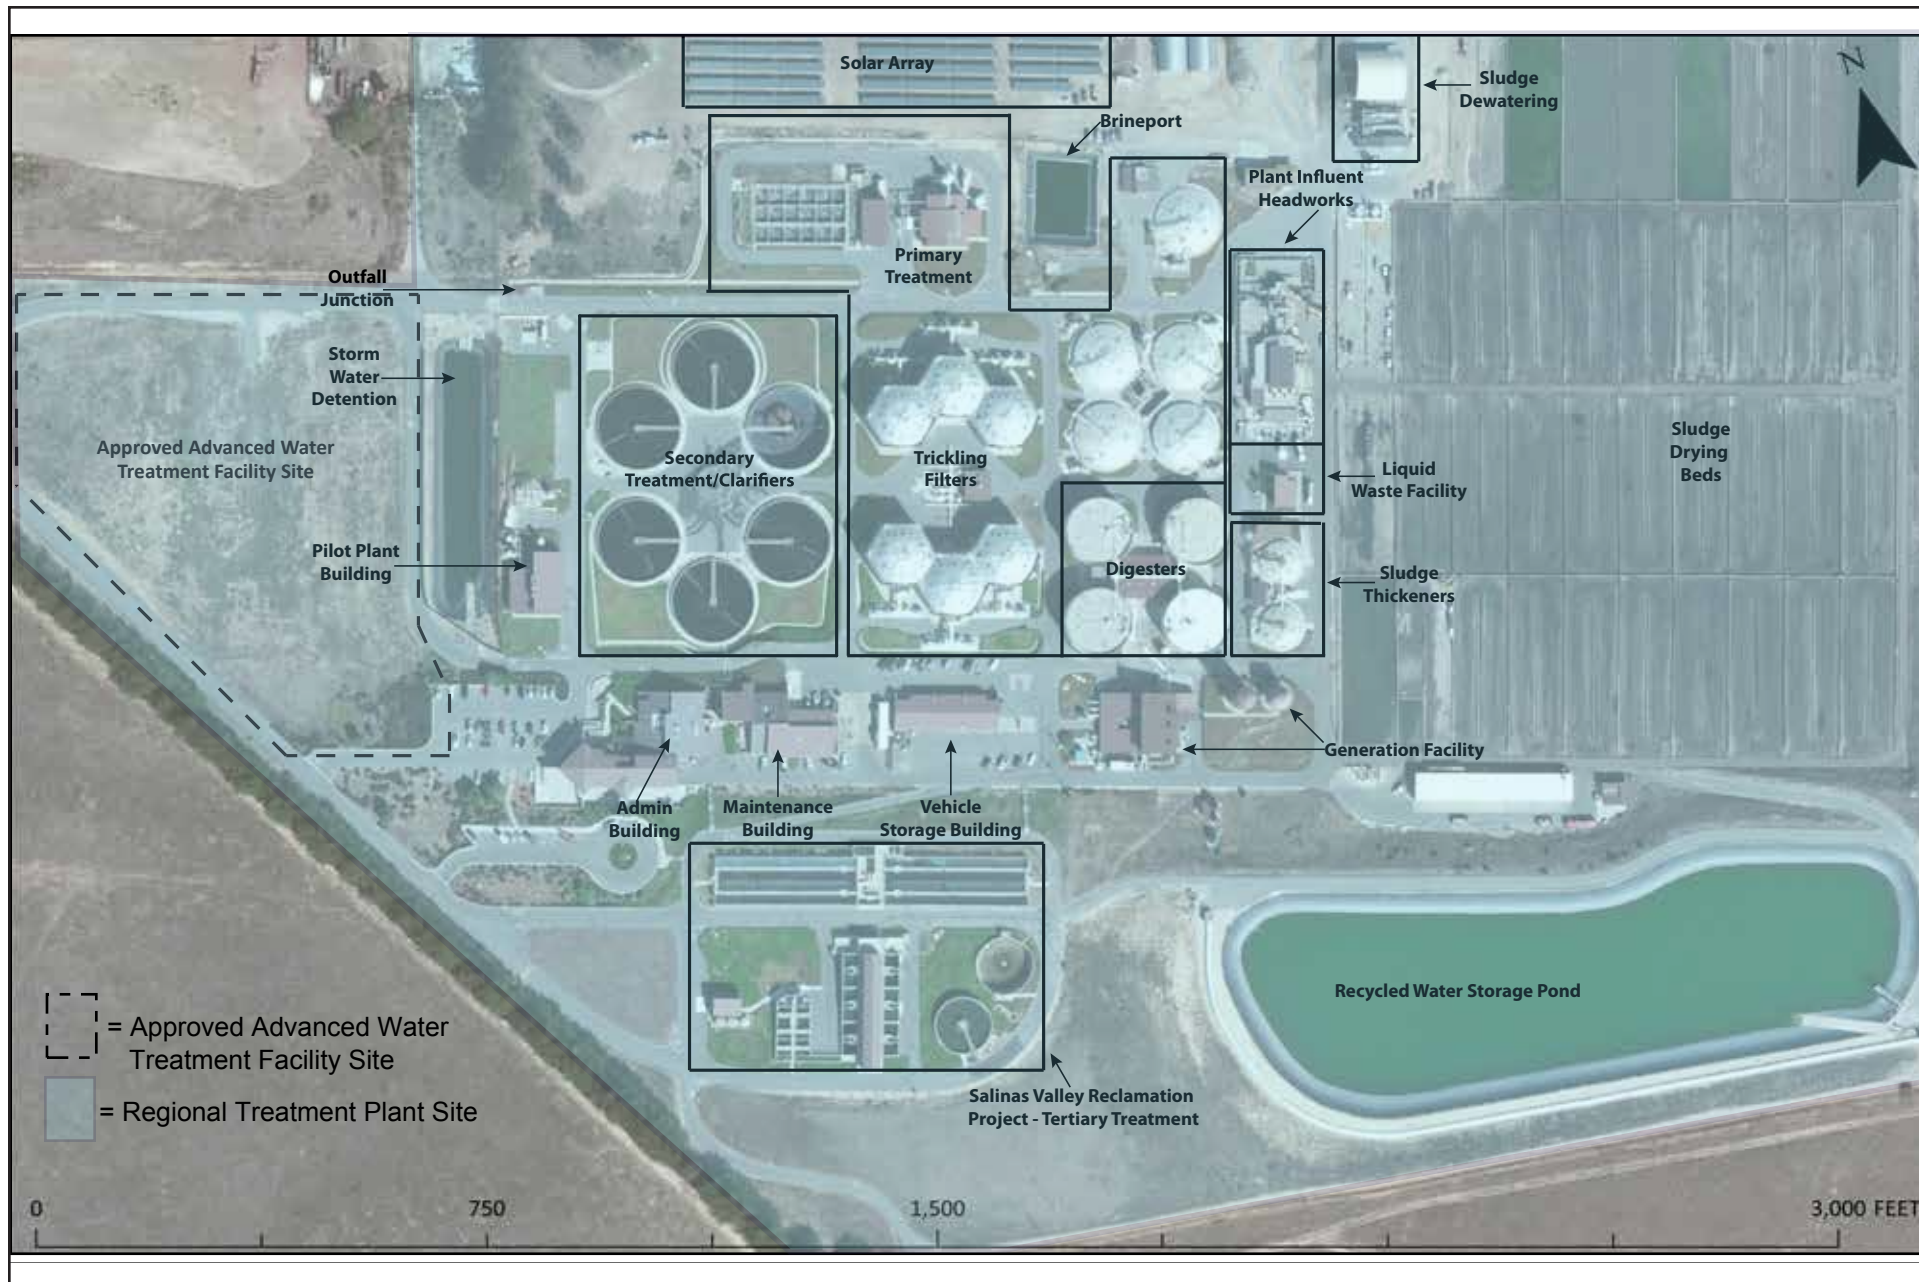 Solar Array
N
Sludge
Dewatering
Brineport
Plant Influent
Headworks
Primary
Treatment
Outfall
Junction
Storm
Water
Detention
Approved Advanced Water
Treatment Facility Site
Secondary
Treatment/Clarifiers
Trickling
Filters
Liquid
Waste Facility
Sludge
Drying
Beds
Pilot Plant
Building
Digesters
Sludge
Thickeners
Generation Facility
Admin
Building
Maintenance
Building
Vehicle
Storage Building
Recycled Water Storage Pond
= Approved Advanced Water
Treatment Facility Site
= Regional Treatment Plant Site
Salinas Valley Reclamation
Project - Tertiary Treatment
0 750 1,500 3,000 FEET